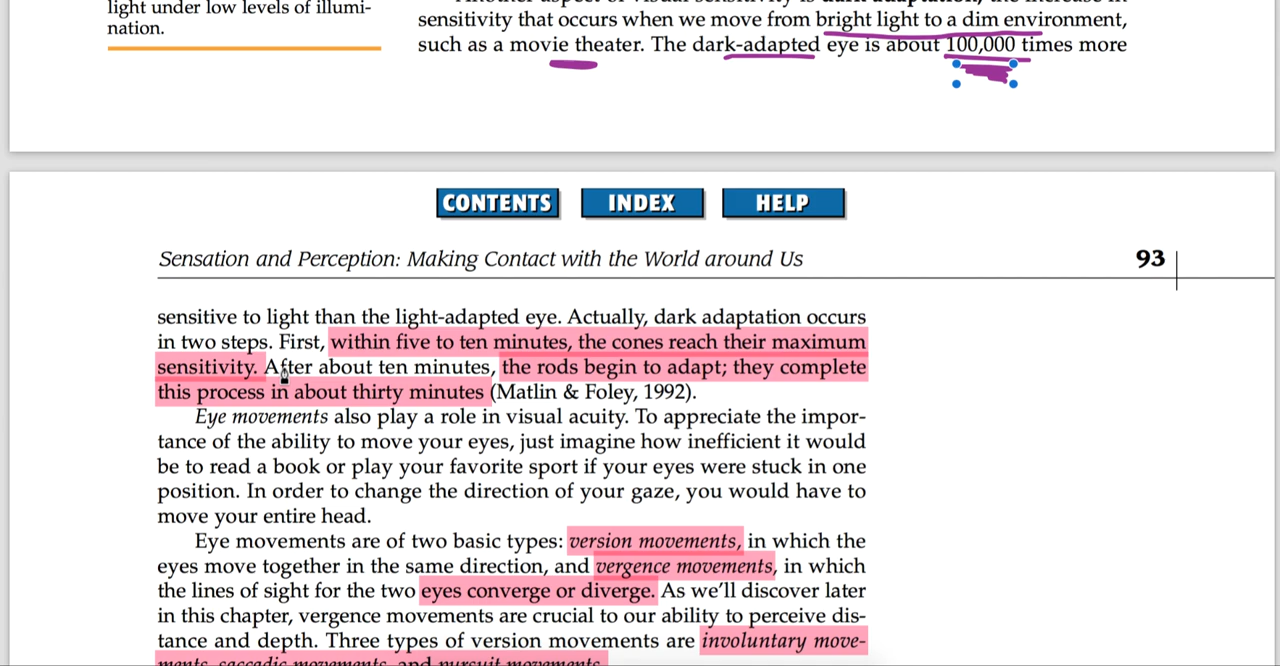 light under low levels of illumi-
nation.
sensitivity that occurs when we move from bright light to a dim environment,
such as a movie theater. The dark-adapted eye is about 100,000 times more
CONTENTS INDEX HELP
Sensation and Perception: Making Contact with the World around Us 93
sensitive to light than the light-adapted eye. Actually, dark adaptation occurs
in two steps. First, within five to ten minutes, the cones reach their maximum
sensitivity. After about ten minutes, the rods begin to adapt; they complete
this process in about thirty minutes (Matlin & Foley, 1992).
Eye movements also play a role in visual acuity. To appreciate the impor-
tance of the ability to move your eyes, just imagine how inefficient it would
be to read a book or play your favorite sport if your eyes were stuck in one
position. In order to change the direction of your gaze, you would have to
move your entire head.
Eye movements are of two basic types: version movements, in which the
eyes move together in the same direction, and vergence movements, in which
the lines of sight for the two eyes converge or diverge. As we'll discover later
in this chapter, vergence movements are crucial to our ability to perceive dis-
tance and depth. Three types of version movements are involuntary move-
ments, saccadic movements, and pursuit movements.